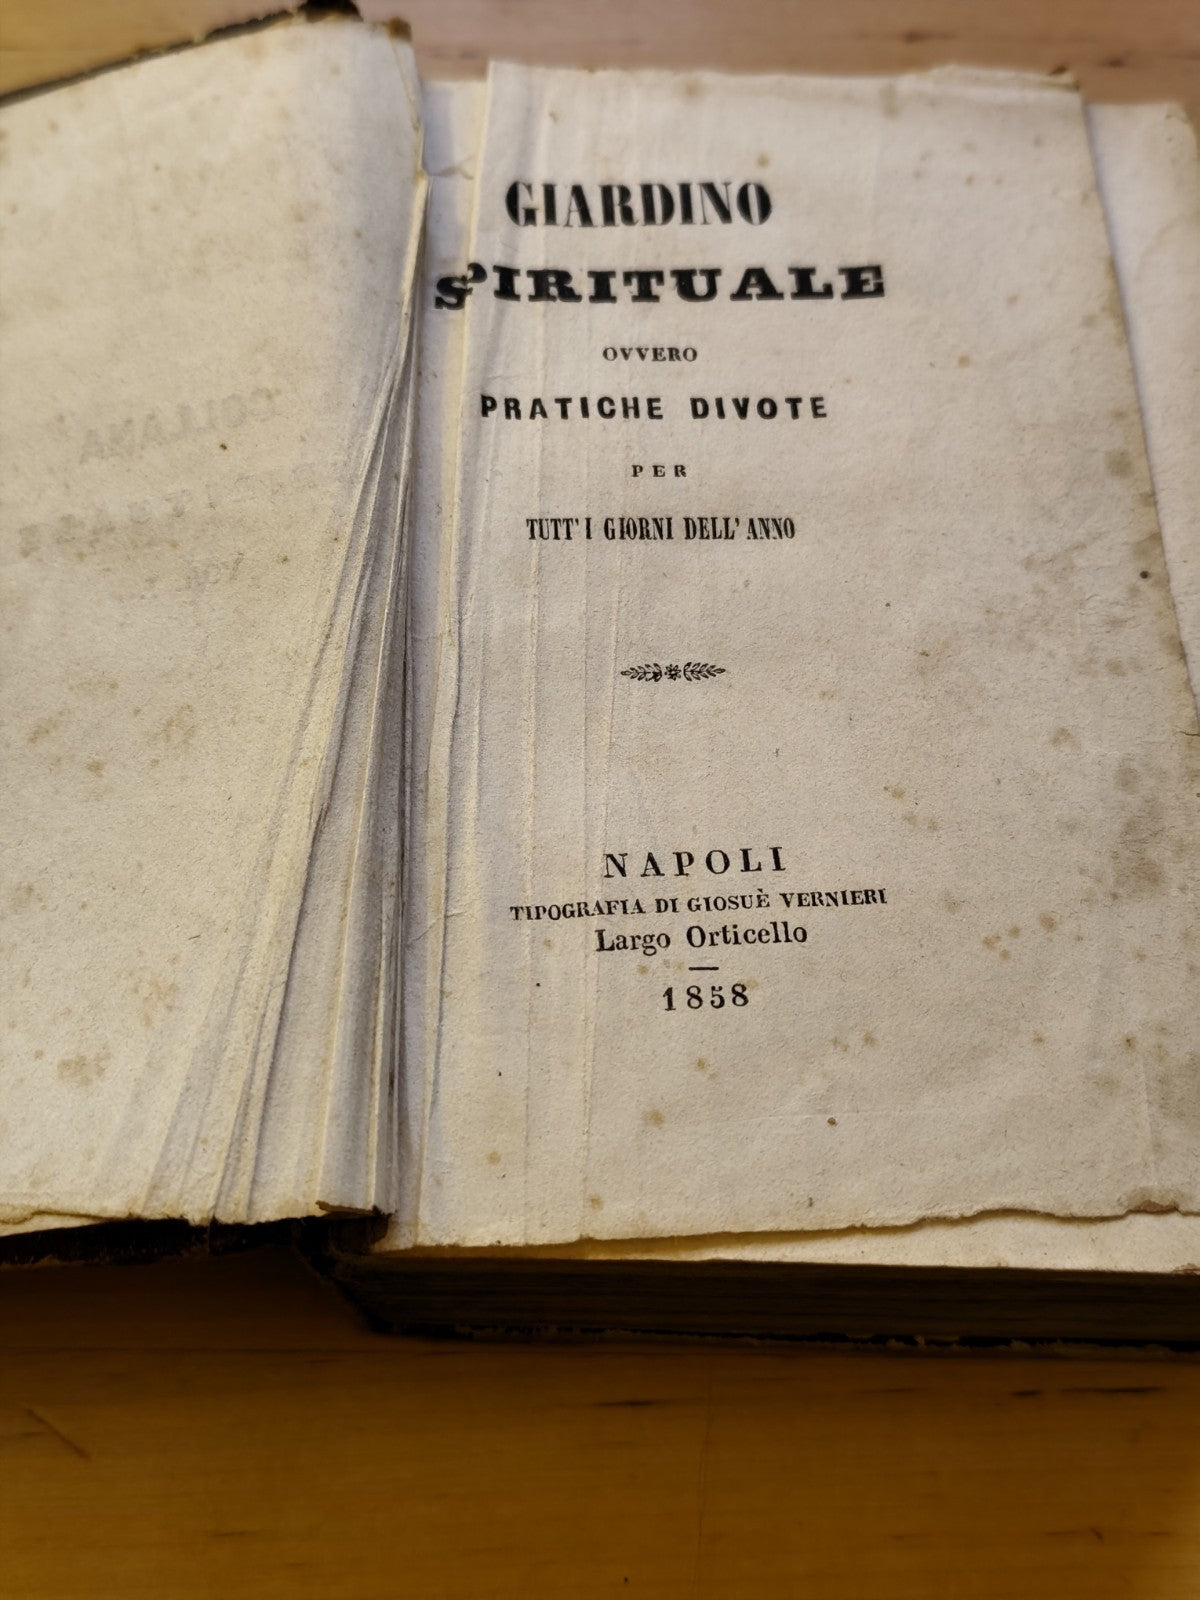 GIARDINO
SPIRITUALE
OVVERO
PRATICHE DIVOTE
PER
TUTT' I GIORNI DELL' ANNO
NAPOLI
TIPOGRAFIA DI GIOSUÈ VERNIERI
Largo Orticello
1858